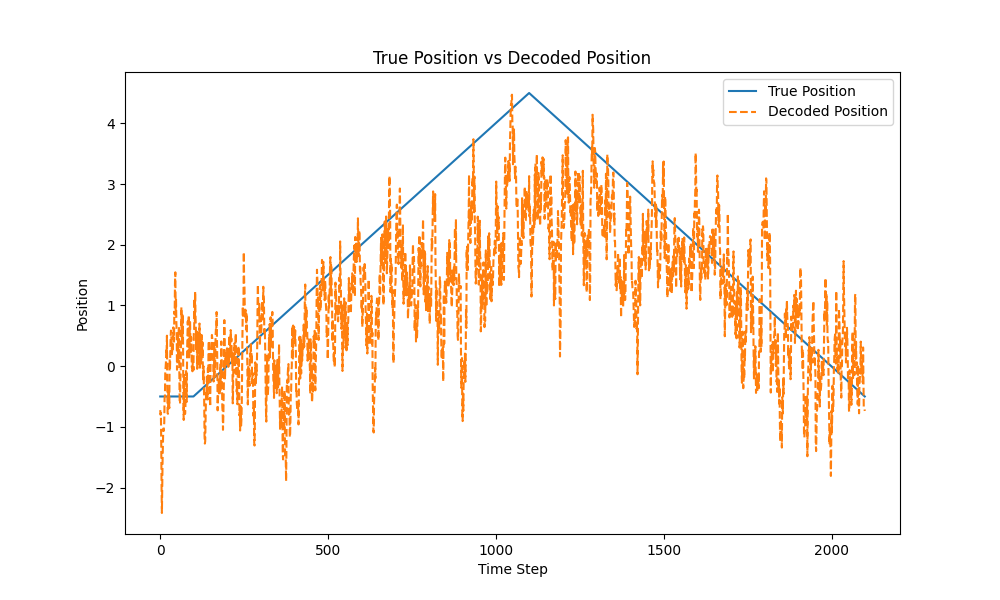 True Position vs Decoded Position
True Position
Decoded Position
Position
4
3
2
1
0
−1
−2
0
500
1000
1500
2000
Time Step